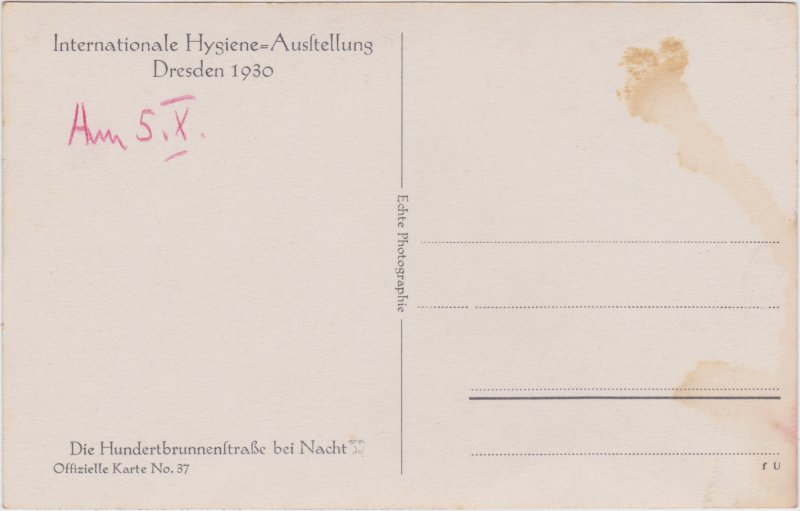 Internationale Hygiene=Ausſtellung
Dresden 1930
Am 5. X.
Echte Photographie
Die Hundertbrunnenſtraße bei Nacht
Offizielle Karte No. 37
f U